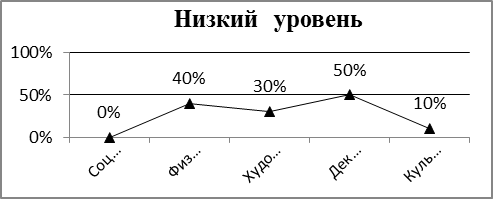 Низкий уровень
100%
50%
0%
0%
40%
30%
50%
10%
Соц...
Физ...
Худо...
Дек...
Куль...